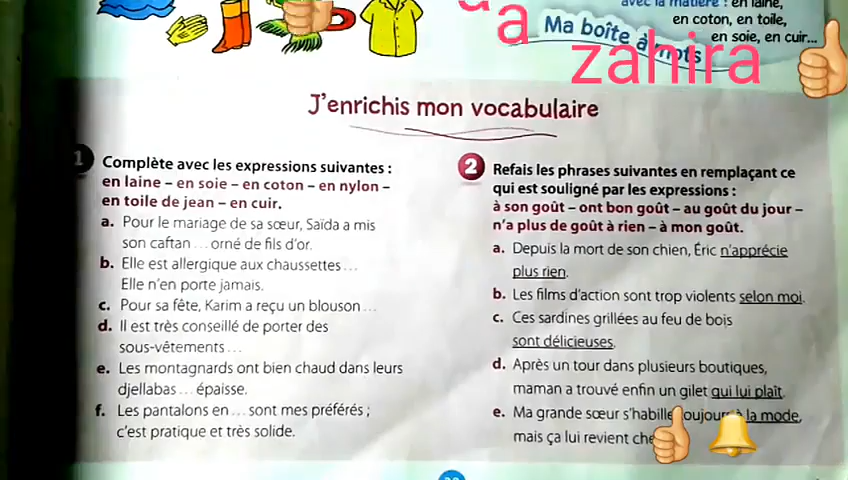 avec la matière : en laine,
en coton, en toile,
en soie, en cuir...
Ma boîte à mots
a
zahira
J'enrichis mon vocabulaire
1 Complète avec les expressions suivantes :
en laine – en soie – en coton – en nylon –
en toile de jean – en cuir.
a. Pour le mariage de sa sœur, Saïda a mis
son caftan ... orné de fils d'or.
b. Elle est allergique aux chaussettes ...
Elle n'en porte jamais.
c. Pour sa fête, Karim a reçu un blouson ...
d. Il est très conseillé de porter des
sous-vêtements ...
e. Les montagnards ont bien chaud dans leurs
djellabas ... épaisse.
f. Les pantalons en ... sont mes préférés ;
c'est pratique et très solide.
2 Refais les phrases suivantes en remplaçant ce
qui est souligné par les expressions :
à son goût – ont bon goût – au goût du jour –
n'a plus de goût à rien – à mon goût.
a. Depuis la mort de son chien, Éric n'apprécie
plus rien.
b. Les films d'action sont trop violents selon moi.
c. Ces sardines grillées au feu de bois
sont délicieuses.
d. Après un tour dans plusieurs boutiques,
maman a trouvé enfin un gilet qui lui plaît.
e. Ma grande sœur s'habille toujours à la mode,
mais ça lui revient